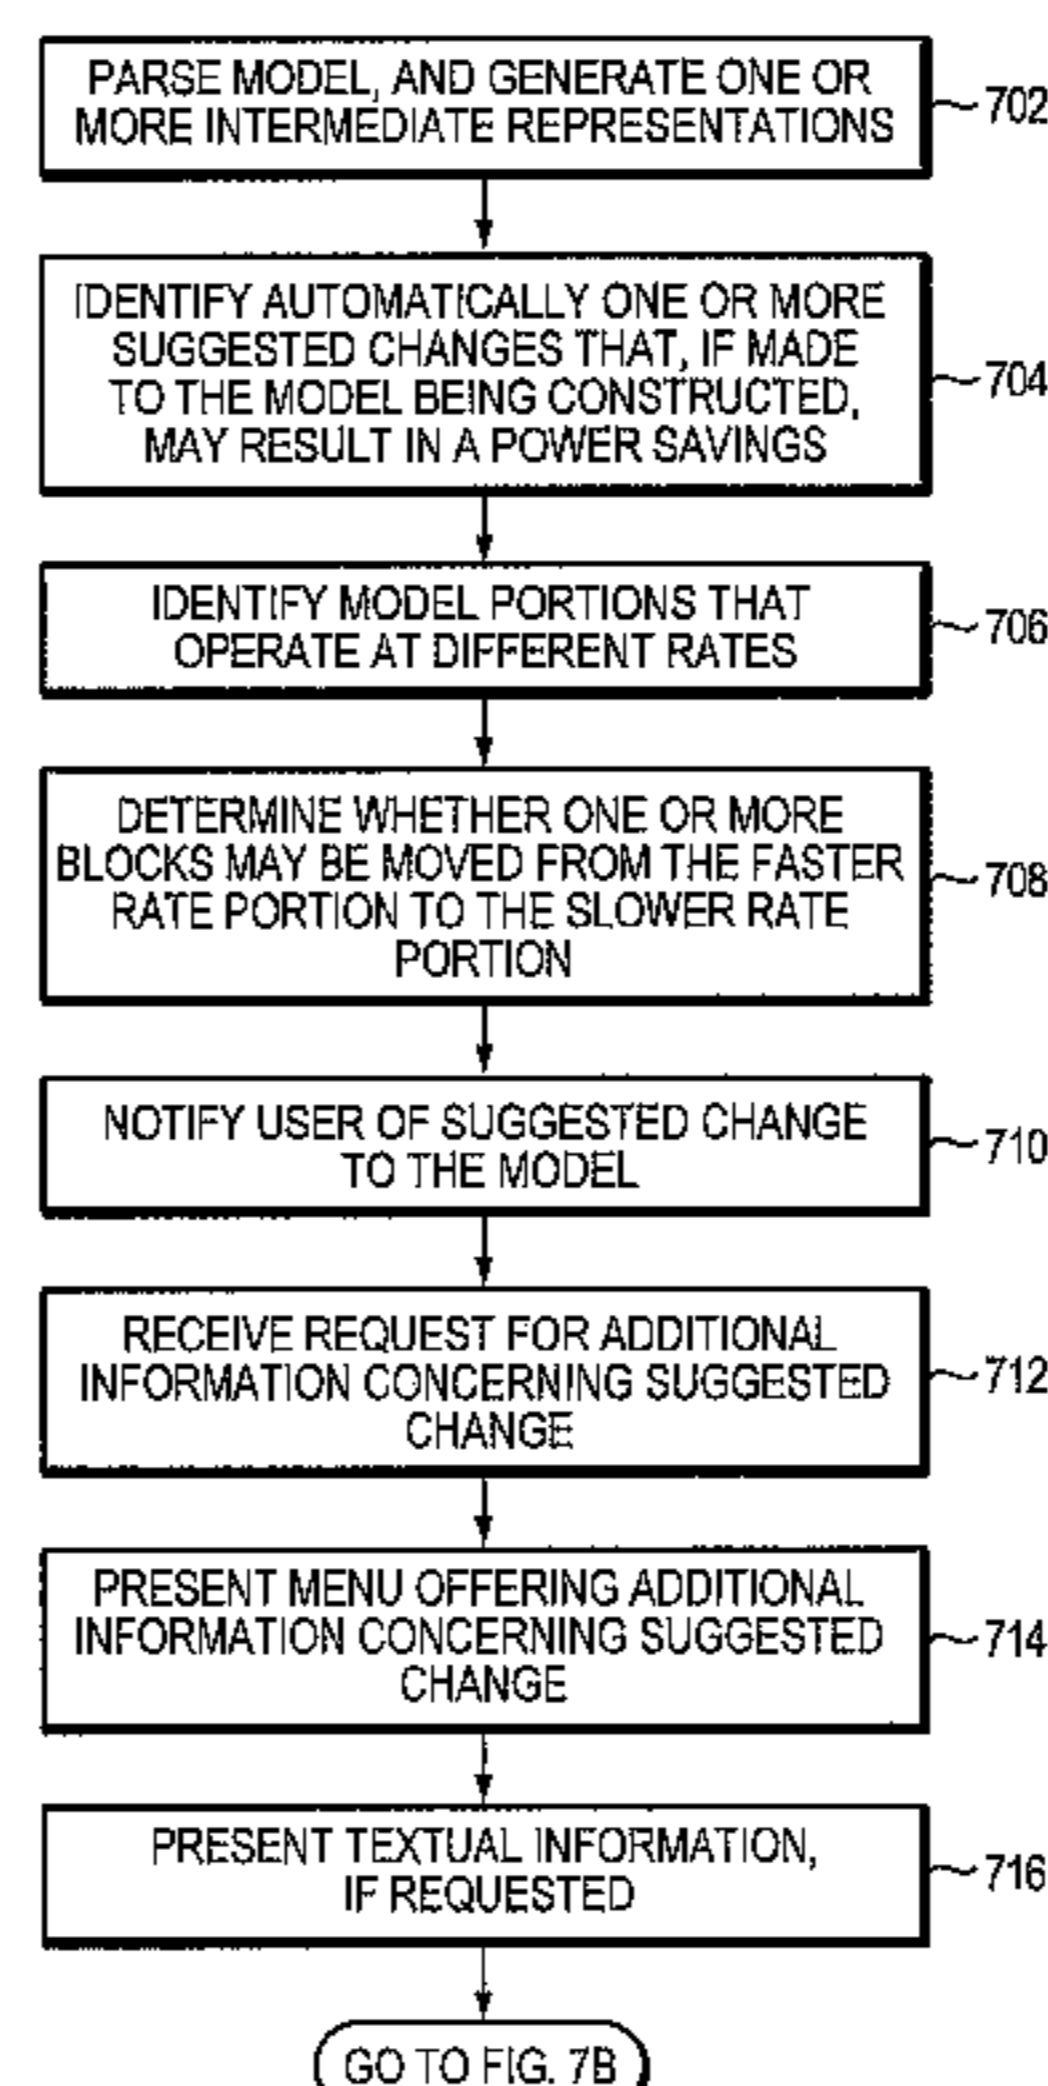 PARSE MODEL, AND GENERATE ONE OR
MORE INTERMEDIATE REPRESENTATIONS
702
IDENTIFY AUTOMATICALLY ONE OR MORE
SUGGESTED CHANGES THAT, IF MADE
TO THE MODEL BEING CONSTRUCTED,
MAY RESULT IN A POWER SAVINGS
704
IDENTIFY MODEL PORTIONS THAT
OPERATE AT DIFFERENT RATES
706
DETERMINE WHETHER ONE OR MORE
BLOCKS MAY BE MOVED FROM THE FASTER
RATE PORTION TO THE SLOWER RATE
PORTION
708
NOTIFY USER OF SUGGESTED CHANGE
TO THE MODEL
710
RECEIVE REQUEST FOR ADDITIONAL
INFORMATION CONCERNING SUGGESTED
CHANGE
712
PRESENT MENU OFFERING ADDITIONAL
INFORMATION CONCERNING SUGGESTED
CHANGE
714
PRESENT TEXTUAL INFORMATION,
IF REQUESTED
716
GO TO FIG. 7B